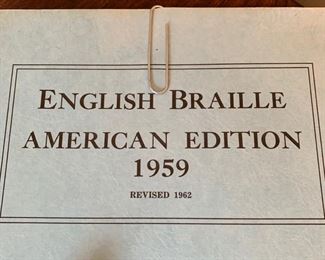 ENGLISH BRAILLE
AMERICAN EDITION
1959
REVISED 1962